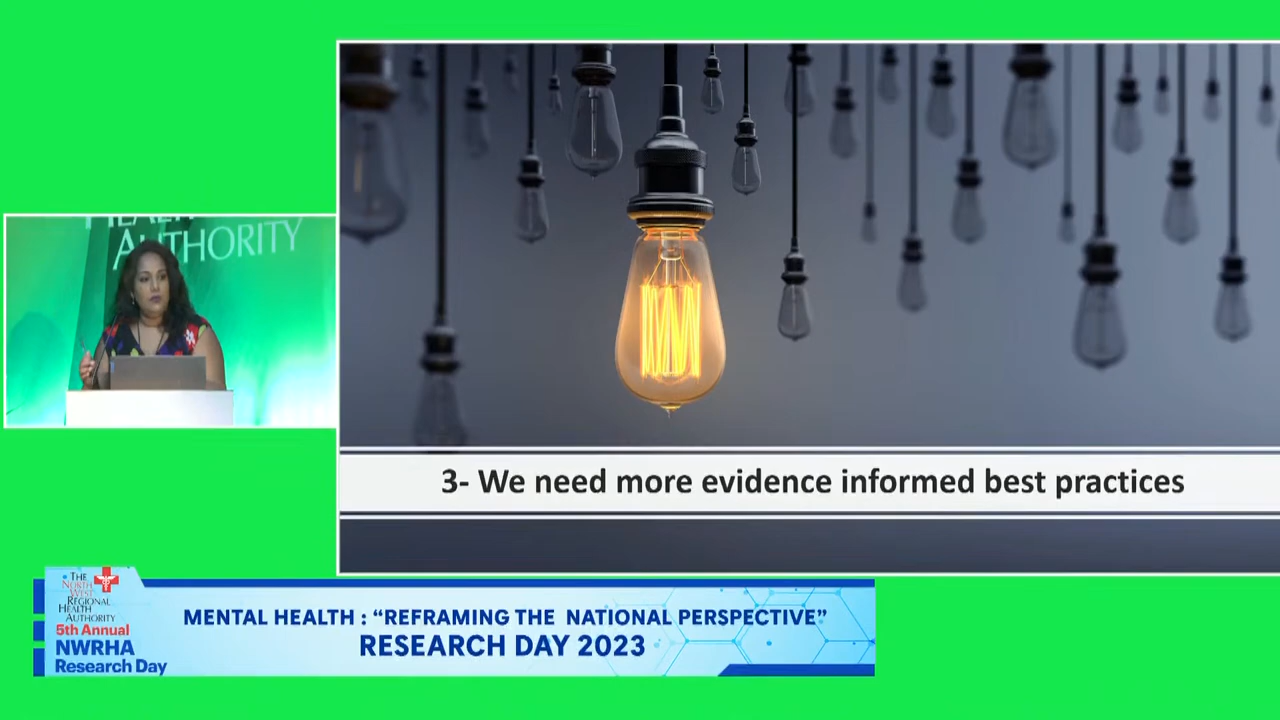 HEALTH
AUTHORITY
3- We need more evidence informed best practices
THE
NORTH
WEST
REGIONAL
HEALTH
AUTHORITY
5th Annual
NWRHA
Research Day
MENTAL HEALTH : “REFRAMING THE NATIONAL PERSPECTIVE”
RESEARCH DAY 2023